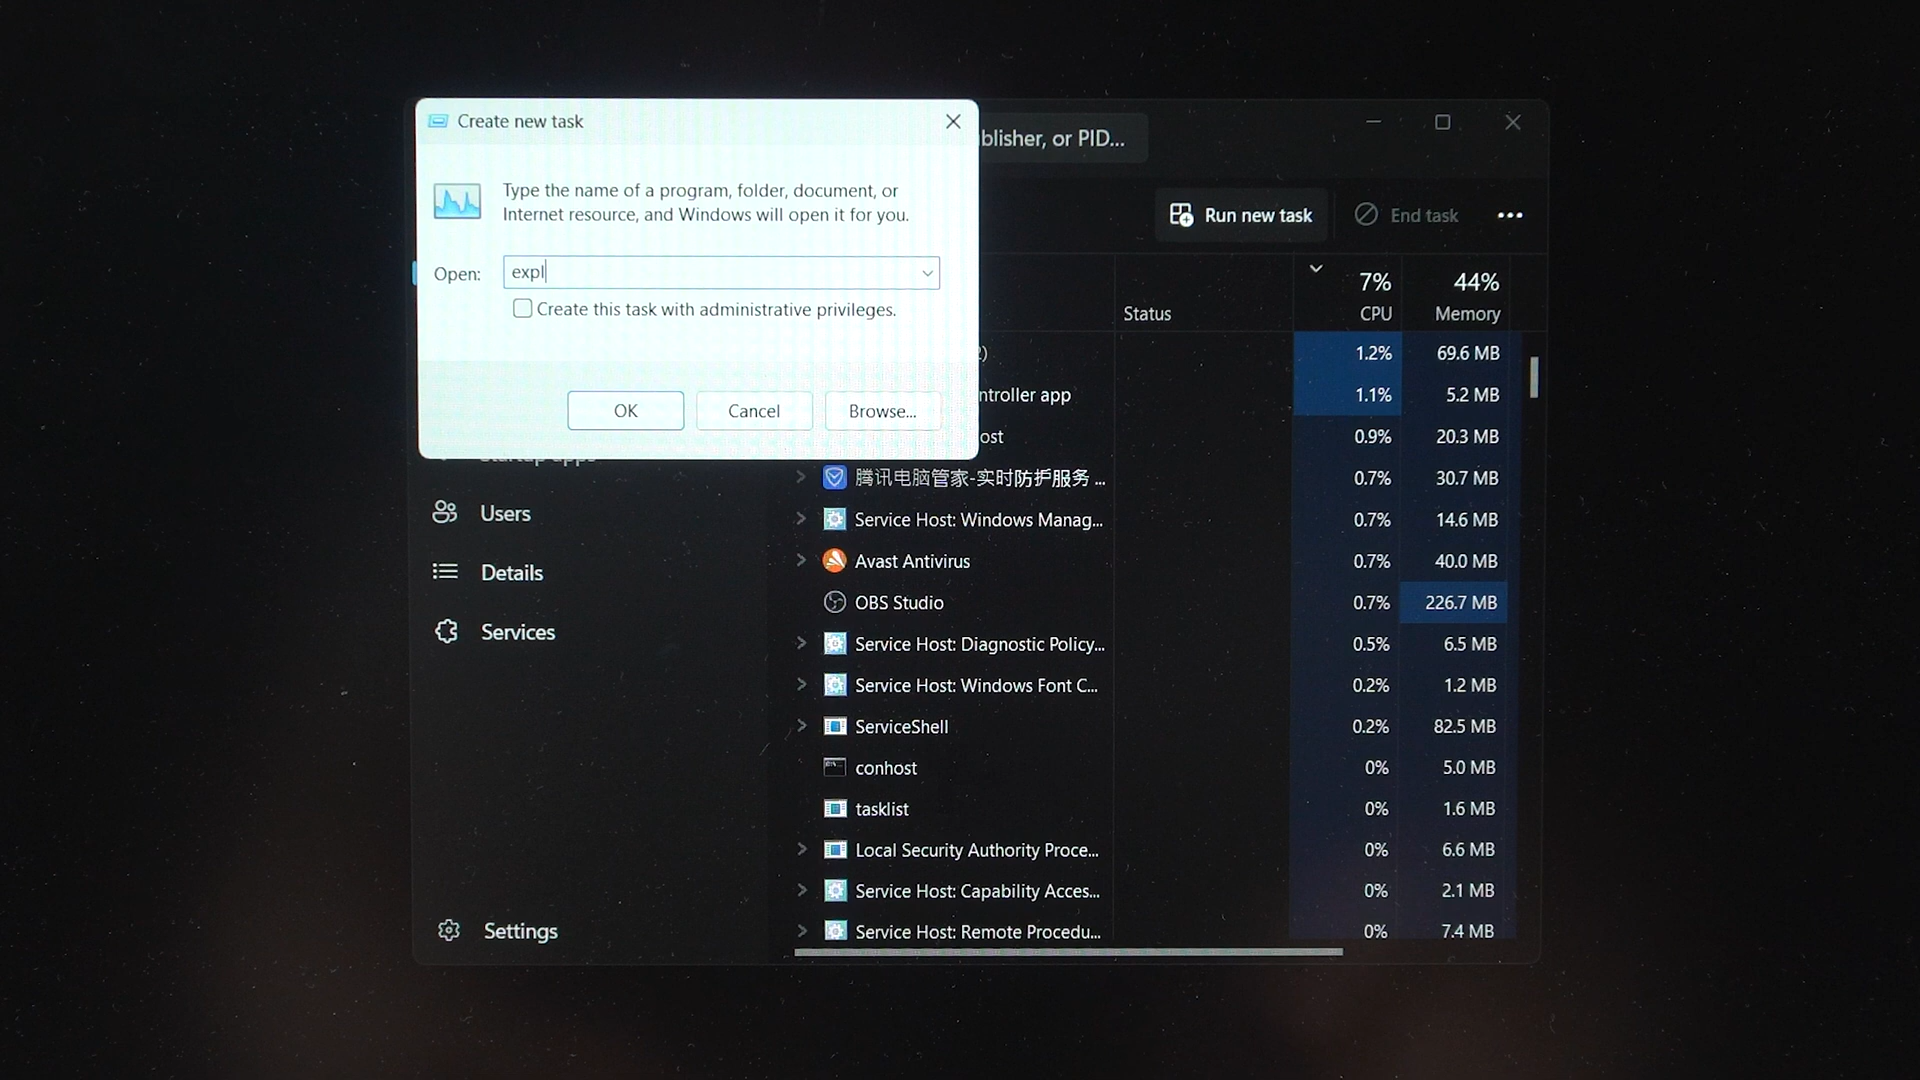 Create new task
blisher, or PID...
Type the name of a program, folder, document, or
Internet resource, and Windows will open it for you.
Run new task
End task
Open:
expl
Create this task with administrative privileges.
7%
44%
Status
CPU
Memory
OK
Cancel
Browse...
2)
1.2%
69.6 MB
ntroller app
1.1%
5.2 MB
ost
0.9%
20.3 MB
Startup apps
腾讯电脑管家-实时防护服务 ...
0.7%
30.7 MB
Users
Service Host: Windows Manag...
0.7%
14.6 MB
Avast Antivirus
0.7%
40.0 MB
Details
OBS Studio
0.7%
226.7 MB
Services
Service Host: Diagnostic Policy...
0.5%
6.5 MB
Service Host: Windows Font C...
0.2%
1.2 MB
ServiceShell
0.2%
82.5 MB
conhost
0%
5.0 MB
tasklist
0%
1.6 MB
Local Security Authority Proce...
0%
6.6 MB
Service Host: Capability Acces...
0%
2.1 MB
Settings
Service Host: Remote Procedu...
0%
7.4 MB